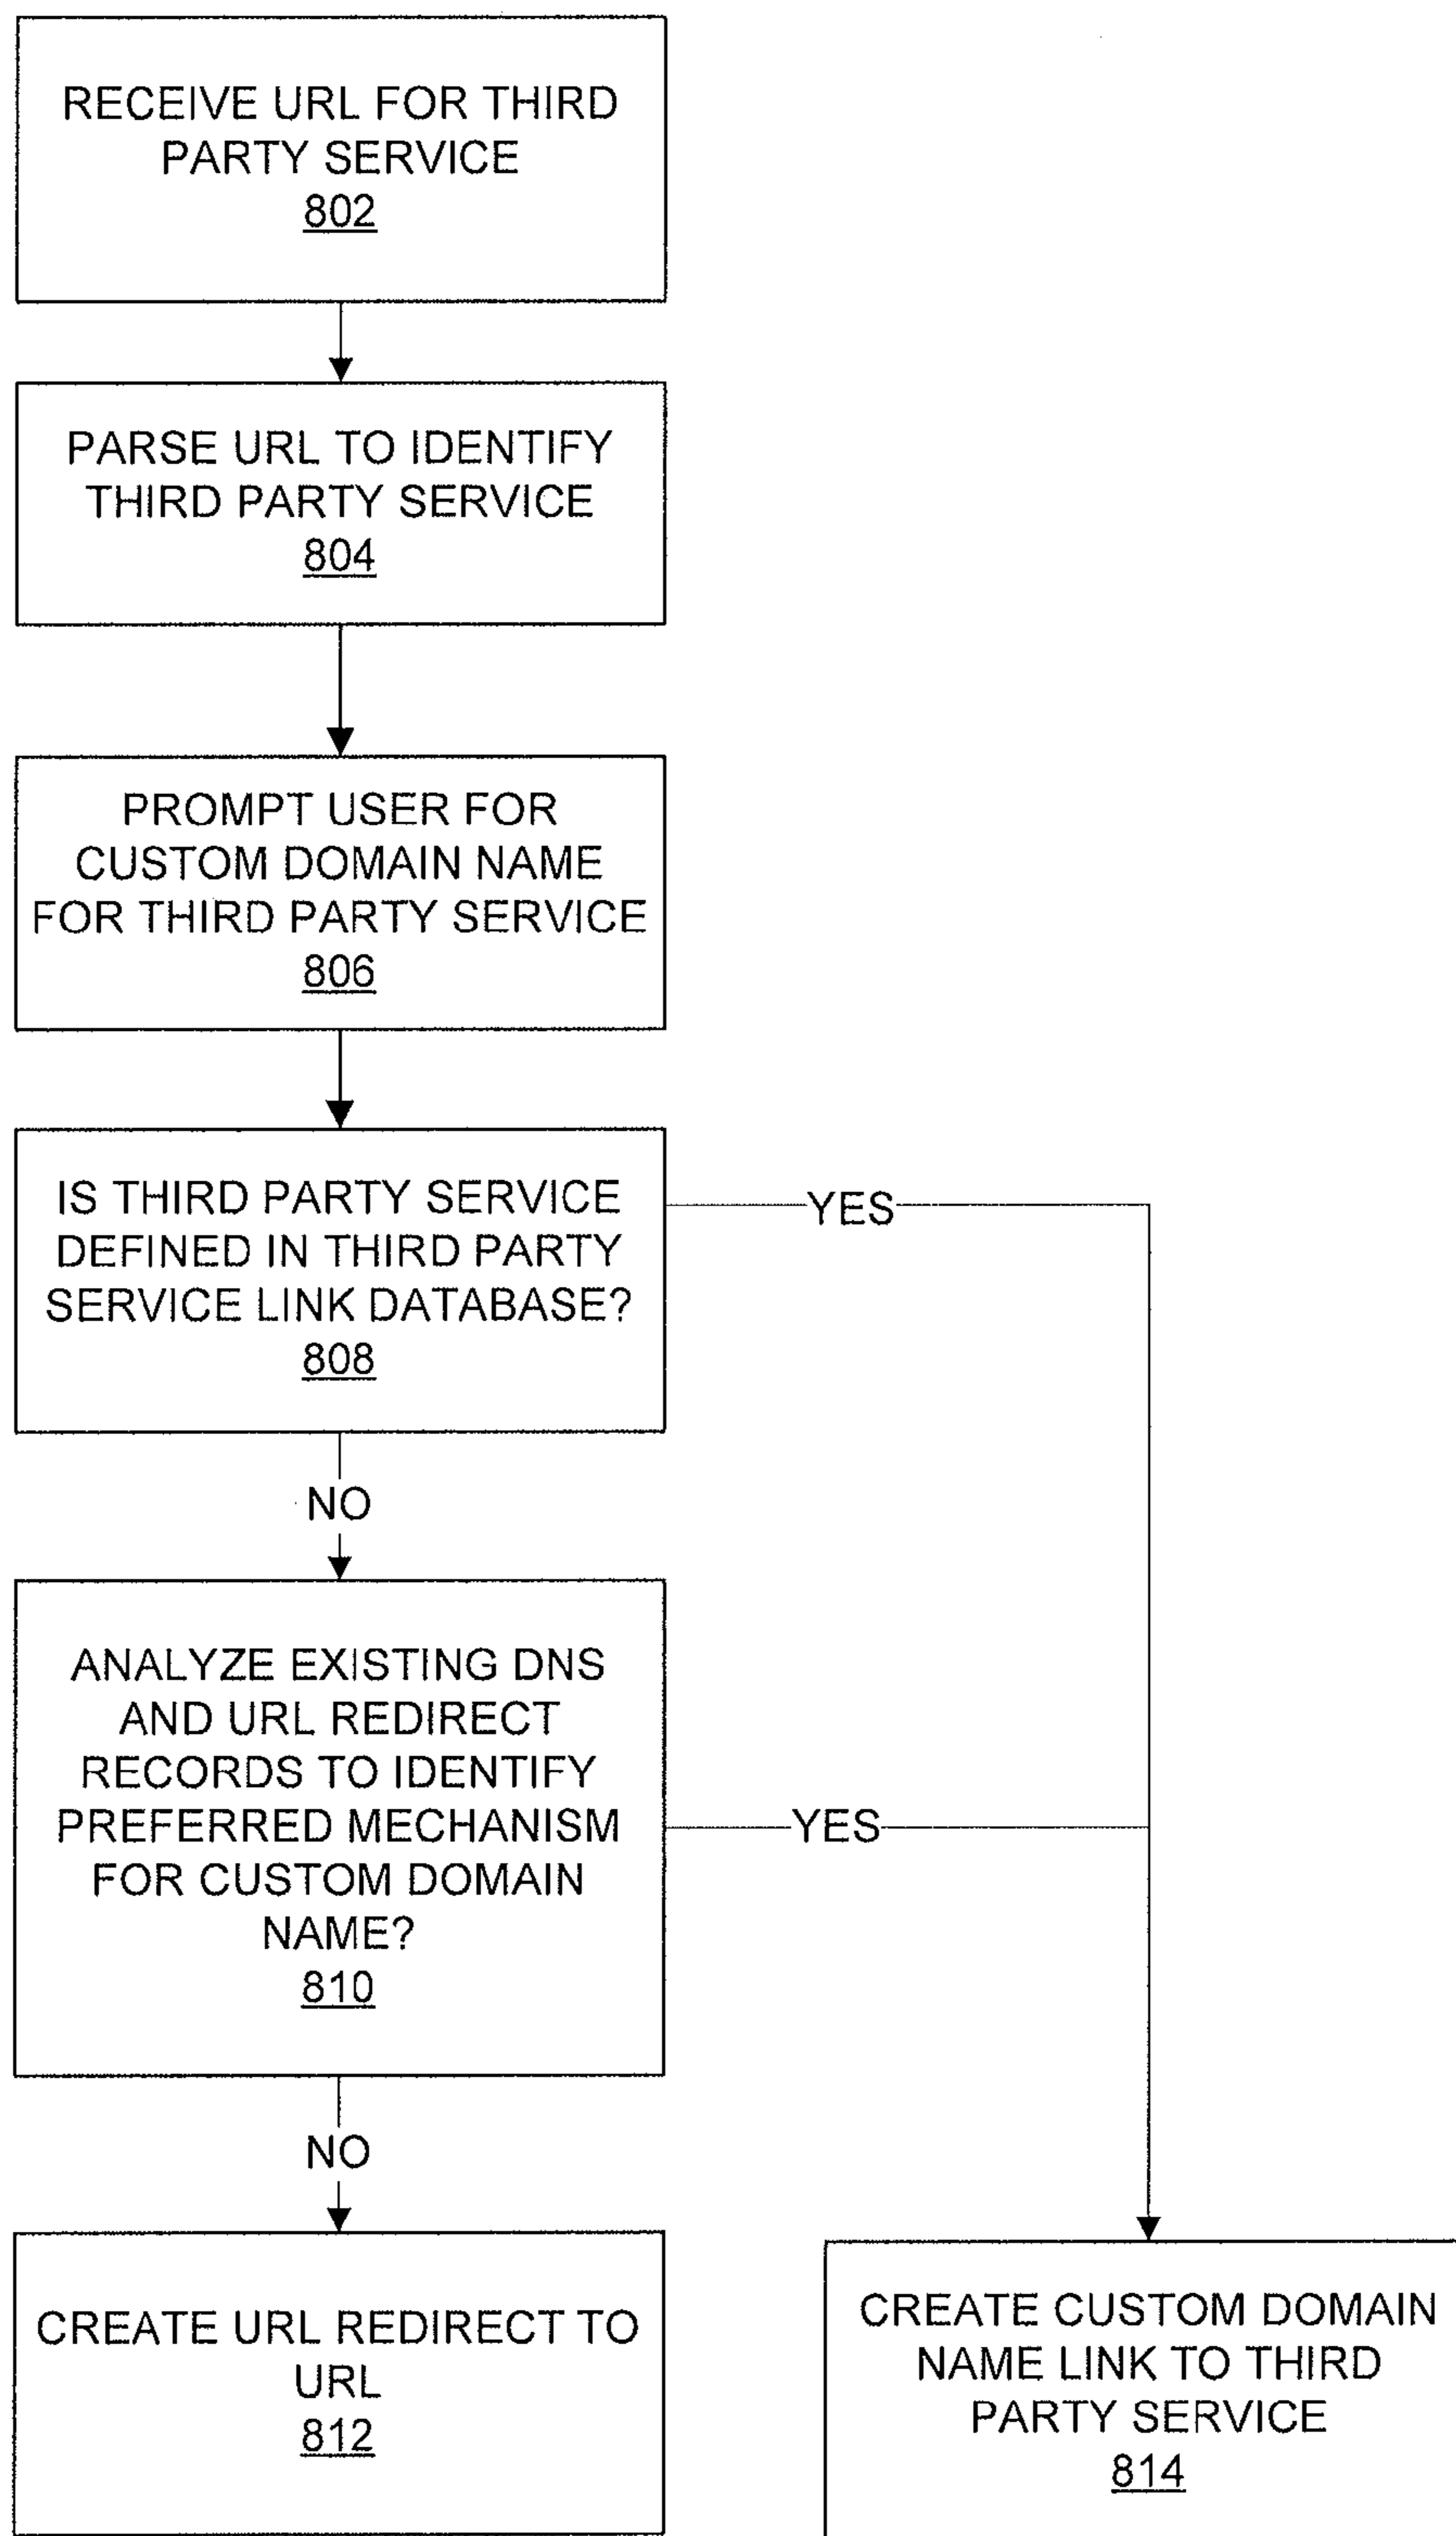 RECEIVE URL FOR THIRD
PARTY SERVICE
802
PARSE URL TO IDENTIFY
THIRD PARTY SERVICE
804
PROMPT USER FOR
CUSTOM DOMAIN NAME
FOR THIRD PARTY SERVICE
806
IS THIRD PARTY SERVICE
DEFINED IN THIRD PARTY
SERVICE LINK DATABASE?
808
YES
NO
ANALYZE EXISTING DNS
AND URL REDIRECT
RECORDS TO IDENTIFY
PREFERRED MECHANISM
FOR CUSTOM DOMAIN
NAME?
810
YES
NO
CREATE URL REDIRECT TO
URL
812
CREATE CUSTOM DOMAIN
NAME LINK TO THIRD
PARTY SERVICE
814